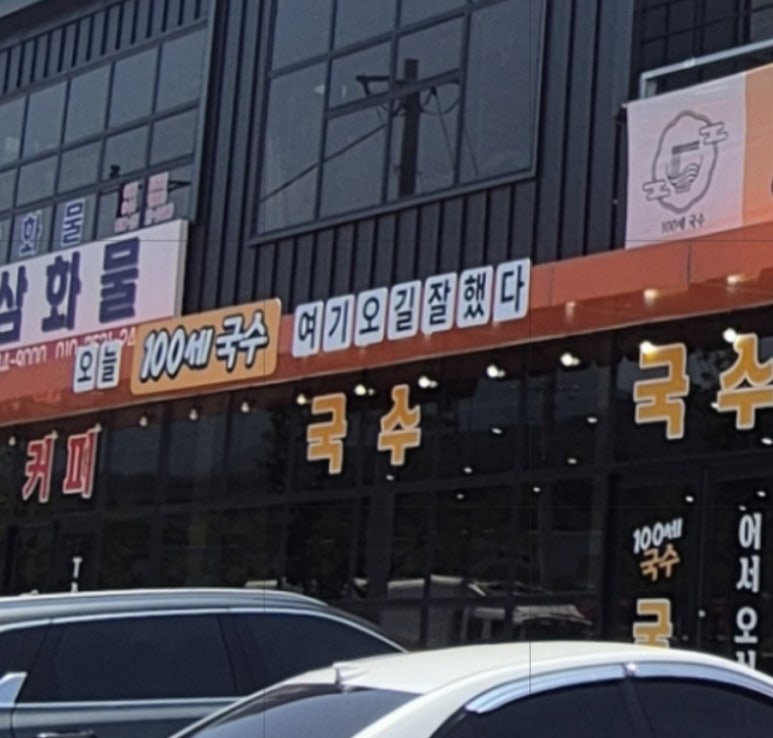 화물
100세 국수
삼화물
오늘 100세 국수 여기오길잘했다
커피
국수
국수
100세
국수
어서오
국